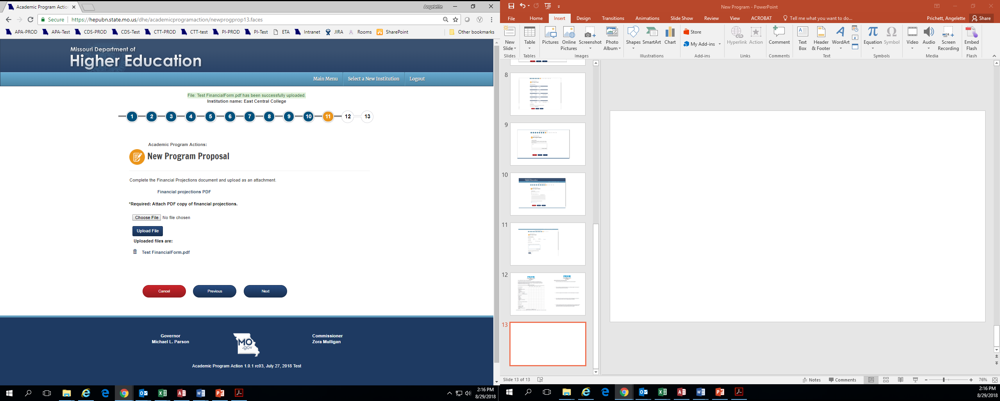 Academic Program Actio
Angelette
Secure
https://hepubn.state.mo.us/dhe/academicprogramaction/newprogprop13.faces
APA-PROD
APA-Test
CDS-PROD
CDS-Test
CTT-PROD
CTT-test
PI-PROD
PI-Test
ETA
Intranet
JIRA
Rooms
SharePoint
Other bookmarks
Missouri Department of
Higher Education
Main Menu
Select a New Institution
Logout
File: Test FinancialForm.pdf has been successfully uploaded.
Institution name: East Central College
1 2 3 4 5 6 7 8 9 10 11 12 13
Academic Program Actions:
New Program Proposal
Complete the Financial Projections document and upload as an attachment.
Financial projections PDF
*Required: Attach PDF copy of financial projections.
Choose File No file chosen
Upload File
Uploaded files are:
Test FinancialForm.pdf
Cancel
Previous
Next
Governor
Michael L. Parson
MO
.gov
Commissioner
Zora Mulligan
Academic Program Action 1.0.1 rc03, July 27, 2018 Test
2:16 PM
8/29/2018
New Program - PowerPoint
File
Home
Insert
Design
Transitions
Animations
Slide Show
Review
View
ACROBAT
Tell me what you want to do...
Prichett, Angelette
Share
New
Slide
Table
Pictures
Online
Pictures
Screenshot
Photo
Album
Shapes
SmartArt
Chart
Store
My Add-ins
Hyperlink
Action
Comment
Text
Box
Header
& Footer
WordArt
Equation
Symbol
Video
Audio
Screen
Recording
Embed
Flash
Slides
Tables
Images
Illustrations
Add-ins
Links
Comments
Text
Symbols
Media
Flash
8
9
10
Higher Education
11
12
13
Slide 13 of 13
Notes
Comments
76%
2:16 PM
8/29/2018